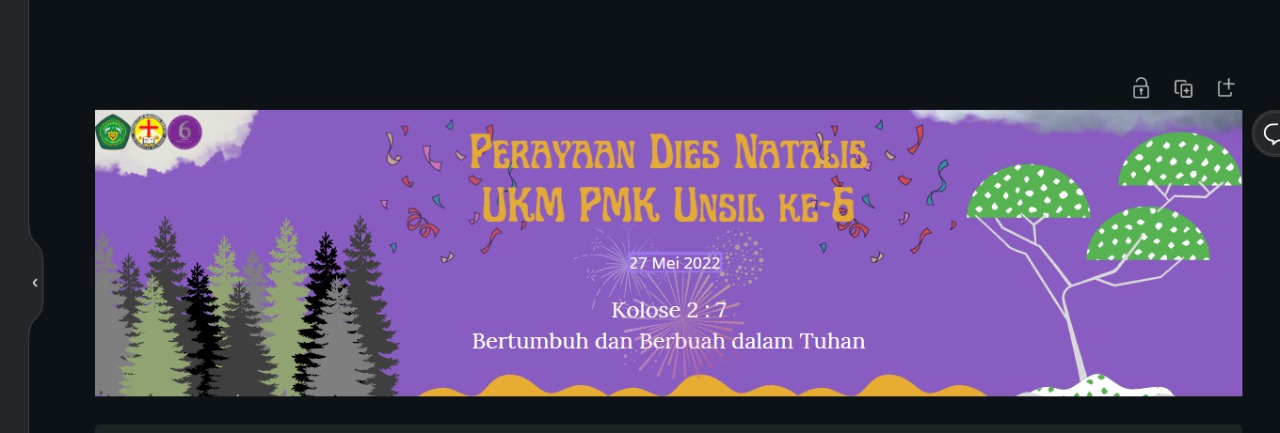 6
Perayaan Dies Natalis
UKM PMK Unsil ke-6
27 Mei 2022
Kolose 2 : 7
Bertumbuh dan Berbuah dalam Tuhan